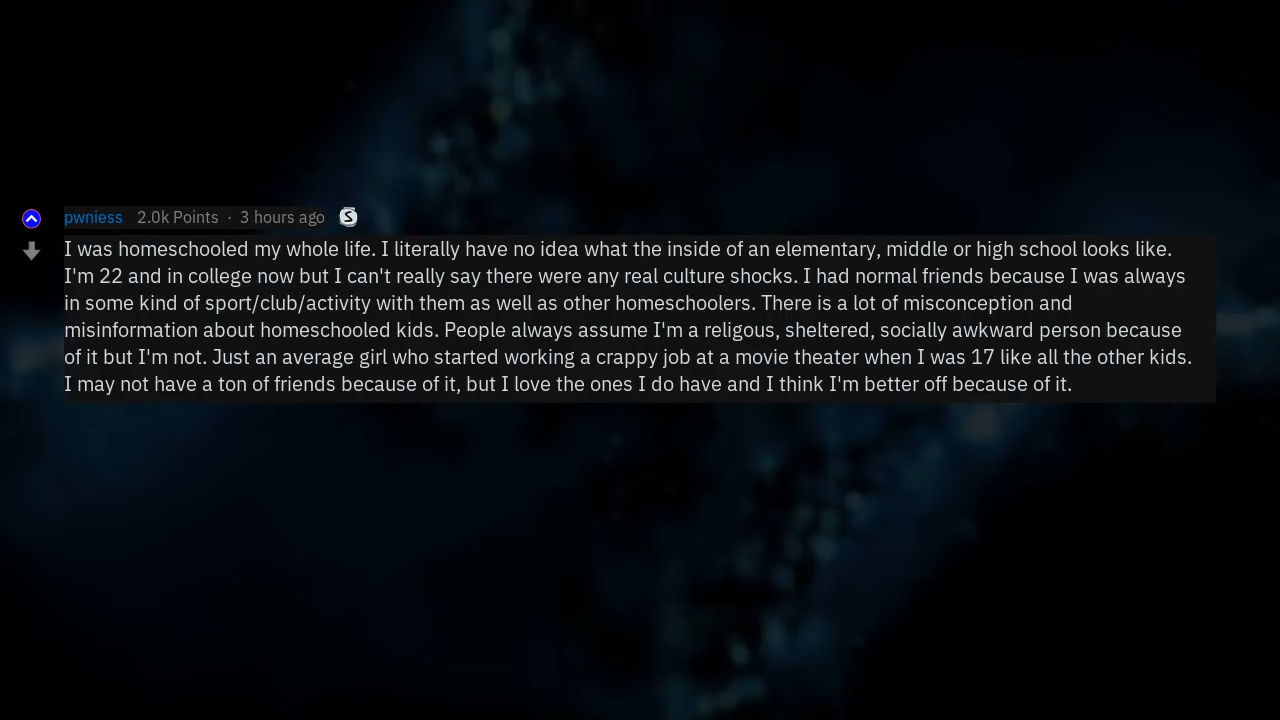 pwniess 2.0k Points · 3 hours ago S
I was homeschooled my whole life. I literally have no idea what the inside of an elementary, middle or high school looks like.
I'm 22 and in college now but I can't really say there were any real culture shocks. I had normal friends because I was always
in some kind of sport/club/activity with them as well as other homeschoolers. There is a lot of misconception and
misinformation about homeschooled kids. People always assume I'm a religous, sheltered, socially awkward person because
of it but I'm not. Just an average girl who started working a crappy job at a movie theater when I was 17 like all the other kids.
I may not have a ton of friends because of it, but I love the ones I do have and I think I'm better off because of it.